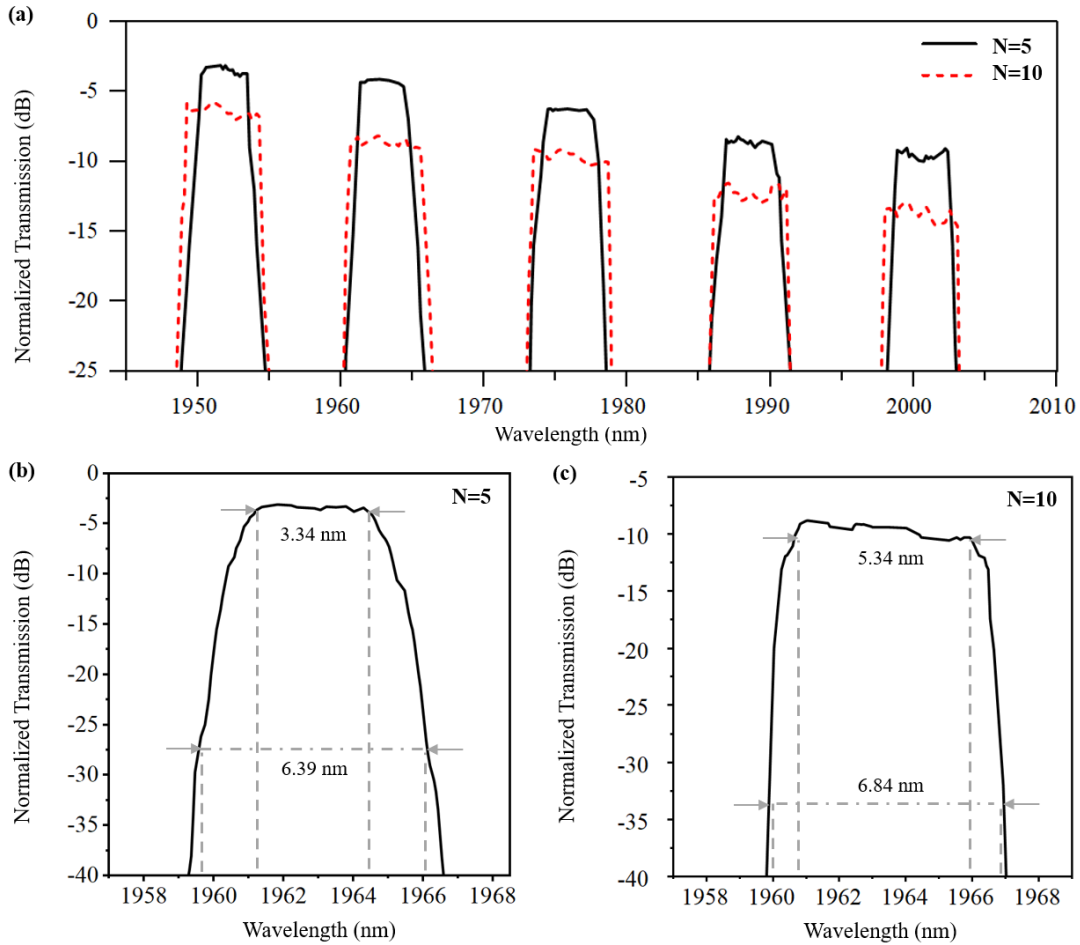 (a)
0
-5
-10
-15
-20
-25
Normalized Transmission (dB)
N=5
N=10
1950 1960 1970 1980 1990 2000 2010
Wavelength (nm)
(b)
0
-5
-10
-15
-20
-25
-30
-35
-40
Normalized Transmission (dB)
N=5
3.34 nm
6.39 nm
1958 1960 1962 1964 1966 1968
Wavelength (nm)
(c)
-5
-10
-15
-20
-25
-30
-35
-40
Normalized Transmission (dB)
N=10
5.34 nm
6.84 nm
1958 1960 1962 1964 1966 1968
Wavelength (nm)